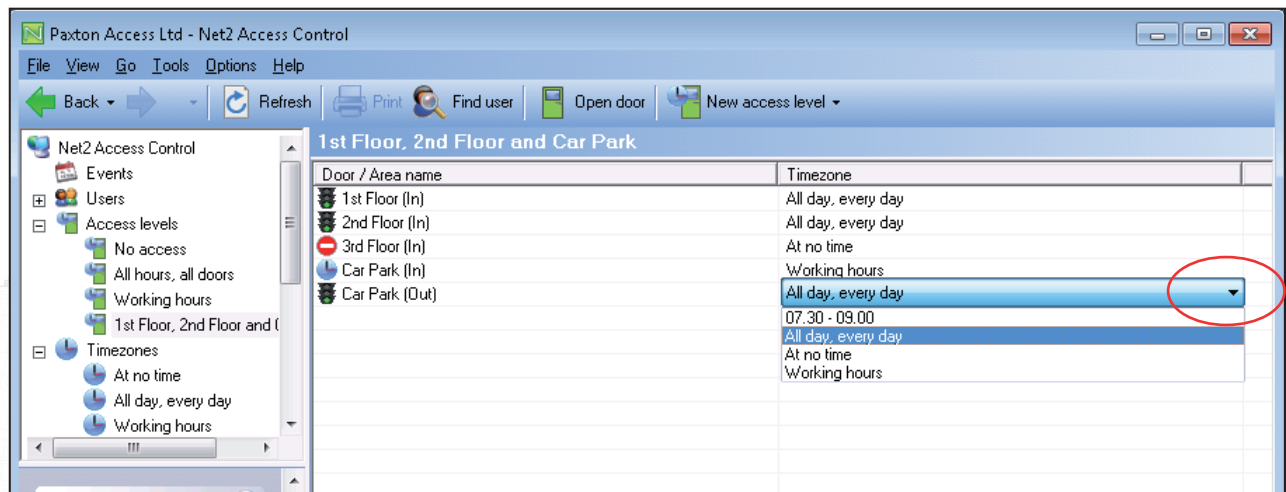 Paxton Access Ltd - Net2 Access Control
File View Go Tools Options Help
Back Refresh Print Find user Open door New access level
Net2 Access Control
Events
Users
Access levels
No access
All hours, all doors
Working hours
1st Floor, 2nd Floor and
Timezones
At no time
All day, every day
Working hours
1st Floor, 2nd Floor and Car Park
Door / Area name Timezone
1st Floor (In) All day, every day
2nd Floor (In) All day, every day
3rd Floor (In) At no time
Car Park (In) Working hours
Car Park (Out) All day, every day
07.30 - 09.00
All day, every day
At no time
Working hours